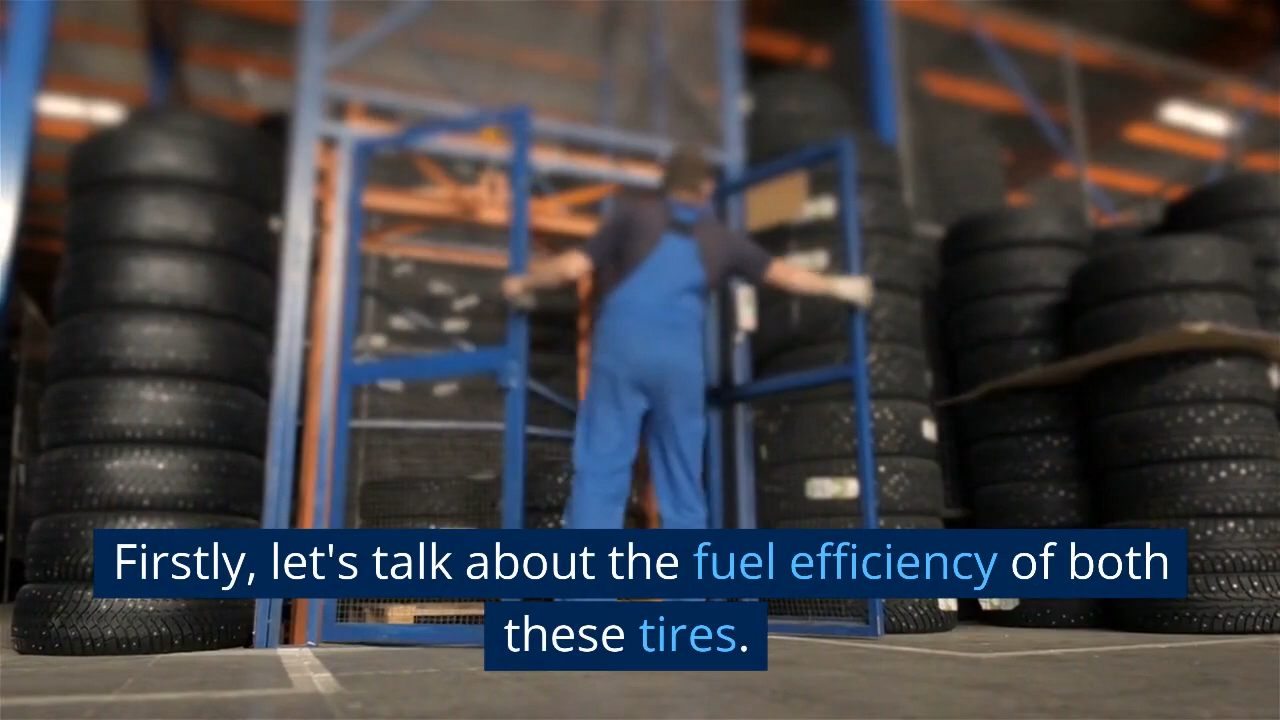 Firstly, let's talk about the fuel efficiency of both
these tires.